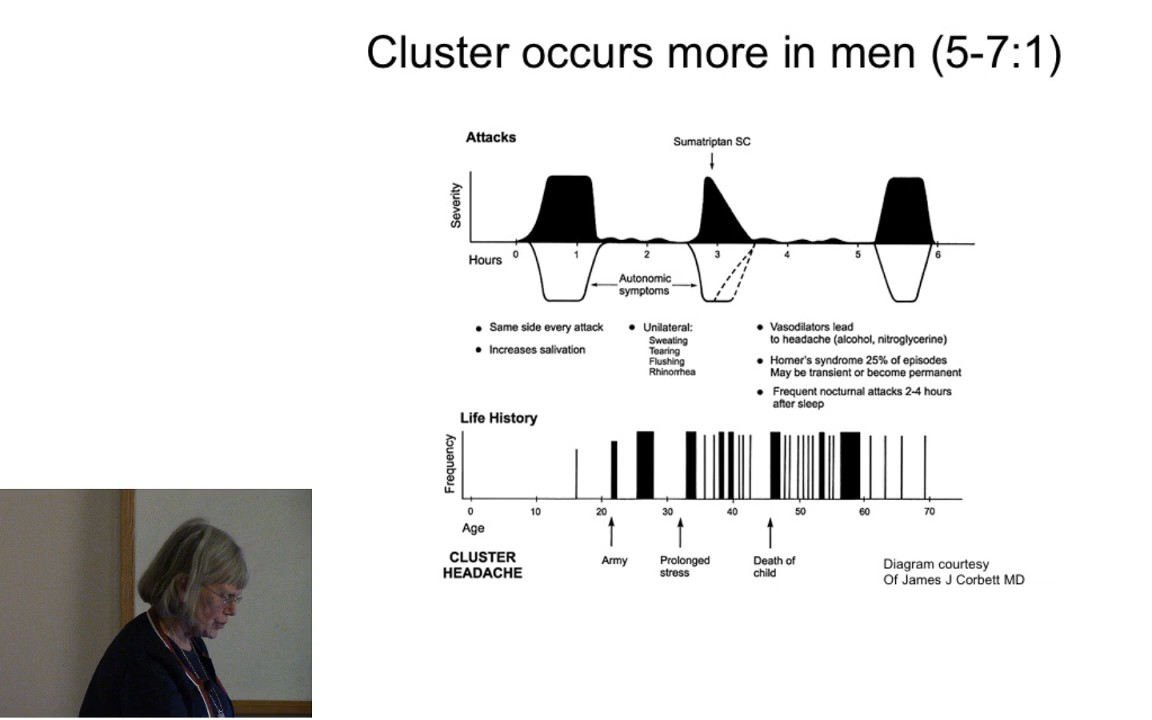 Cluster occurs more in men (5-7:1)
Attacks
Sumatriptan SC
Severity
Hours
0 1 2 3 4 5 6
Autonomic
symptoms
Same side every attack
Increases salivation
Unilateral:
Sweating
Tearing
Flushing
Rhinorrhea
Vasodilators lead
to headache (alcohol, nitroglycerine)
Horner's syndrome 25% of episodes
May be transient or become permanent
Frequent nocturnal attacks 2-4 hours
after sleep
Life History
Frequency
0 10 20 30 40 50 60 70
Age
Army
Prolonged
stress
Death of
child
CLUSTER
HEADACHE
Diagram courtesy
Of James J Corbett MD